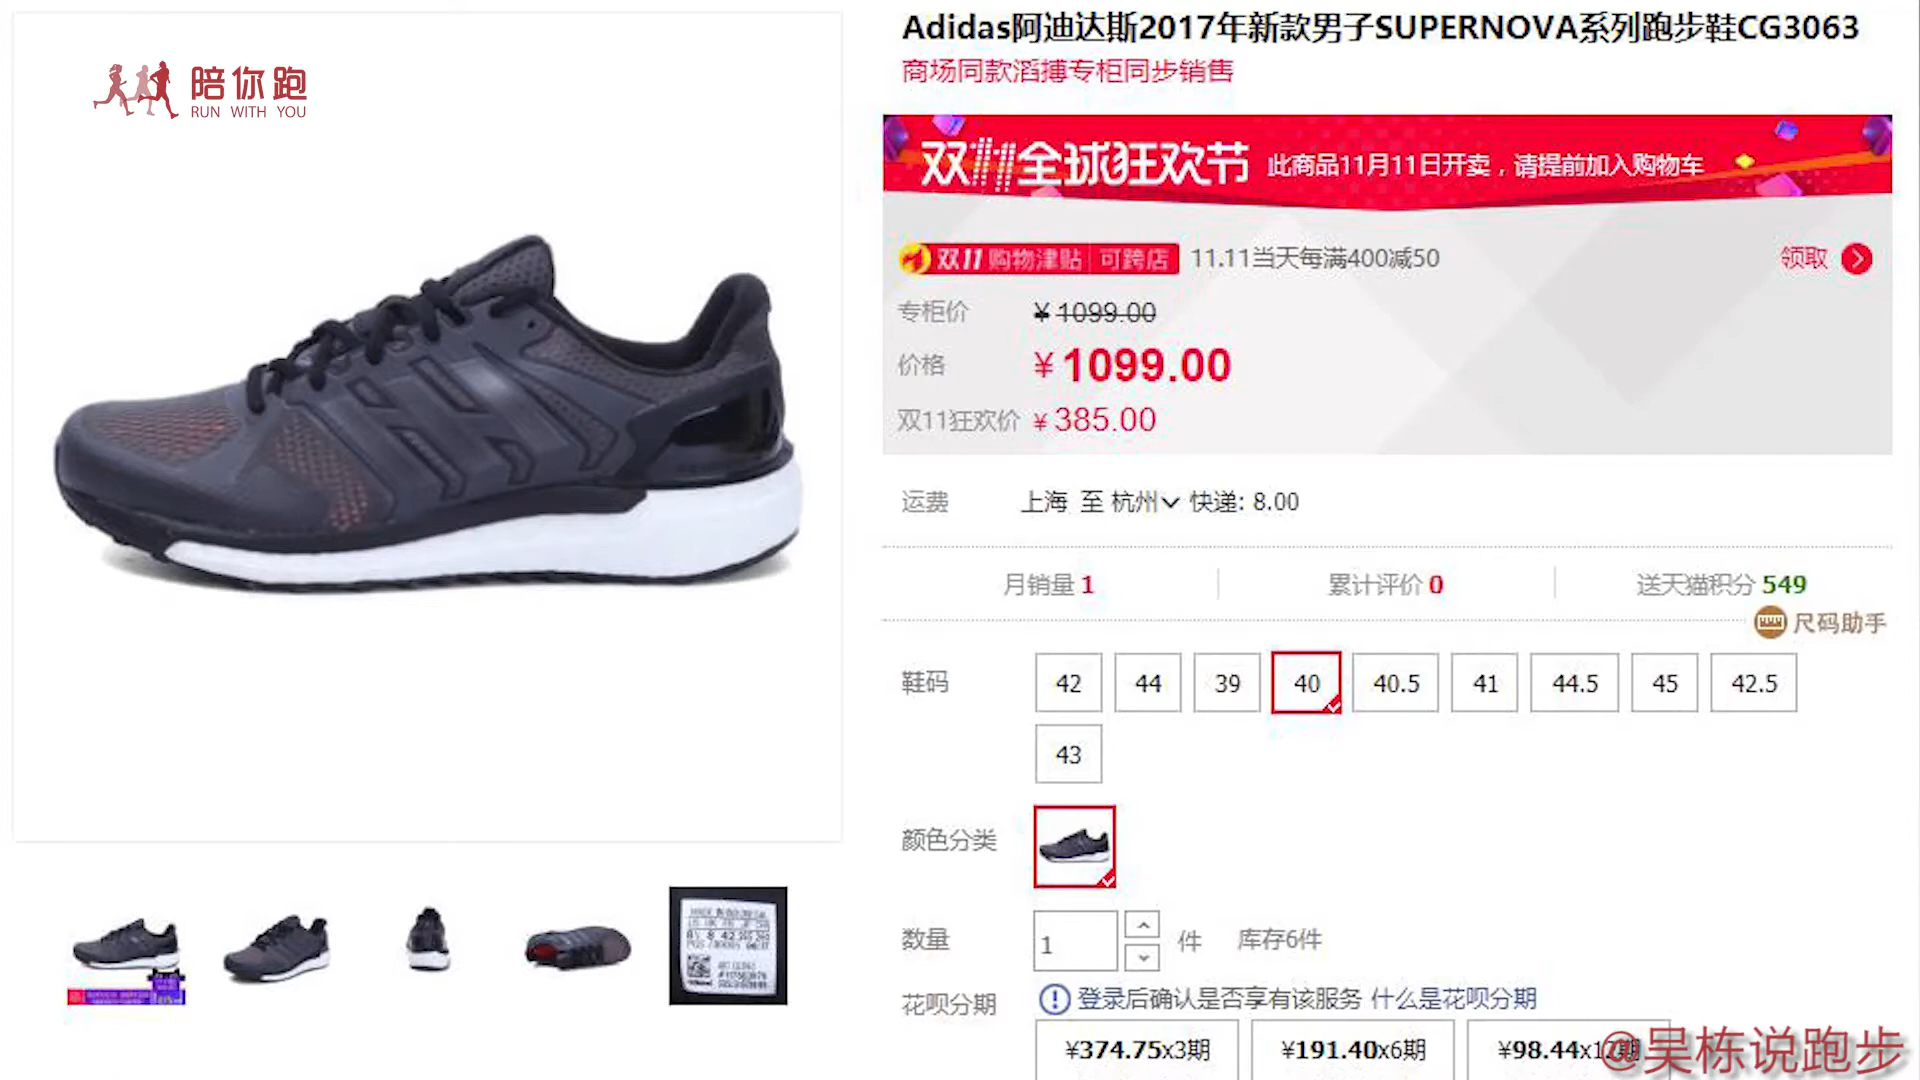 陪你跑
RUN WITH YOU
Adidas阿迪达斯2017年新款男子SUPERNOVA系列跑步鞋CG3063
商场同款滔搏专柜同步销售
双11全球狂欢节 此商品11月11日开卖，请提前加入购物车
双11 购物津贴 可跨店 11.11当天每满400减50 领取
专柜价 ¥ 1099.00
价格 ¥ 1099.00
双11狂欢价 ¥ 385.00
运费 上海 至 杭州 快递: 8.00
月销量 1 累计评价 0 送天猫积分 549
尺码助手
鞋码 42 44 39 40 40.5 41 44.5 45 42.5
43
颜色分类
数量 1 件 库存6件
花呗分期 登录后确认是否享有该服务 什么是花呗分期
¥374.75x3期 ¥191.40x6期 ¥98.44x1
@吴栋说跑步